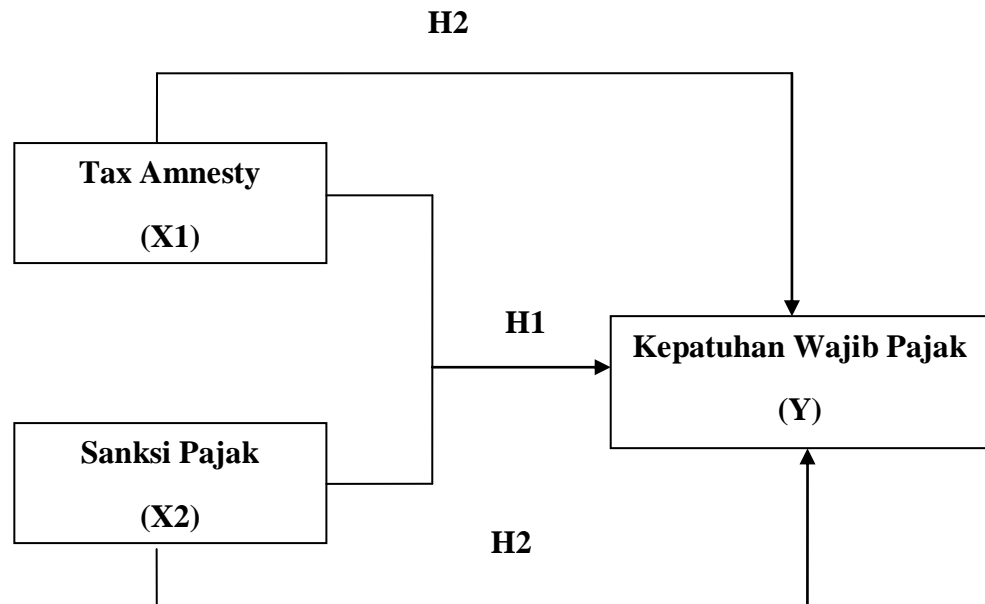 H2
Tax Amnesty
(X1)
H1
Kepatuhan Wajib Pajak
(Y)
Sanksi Pajak
(X2)
H2